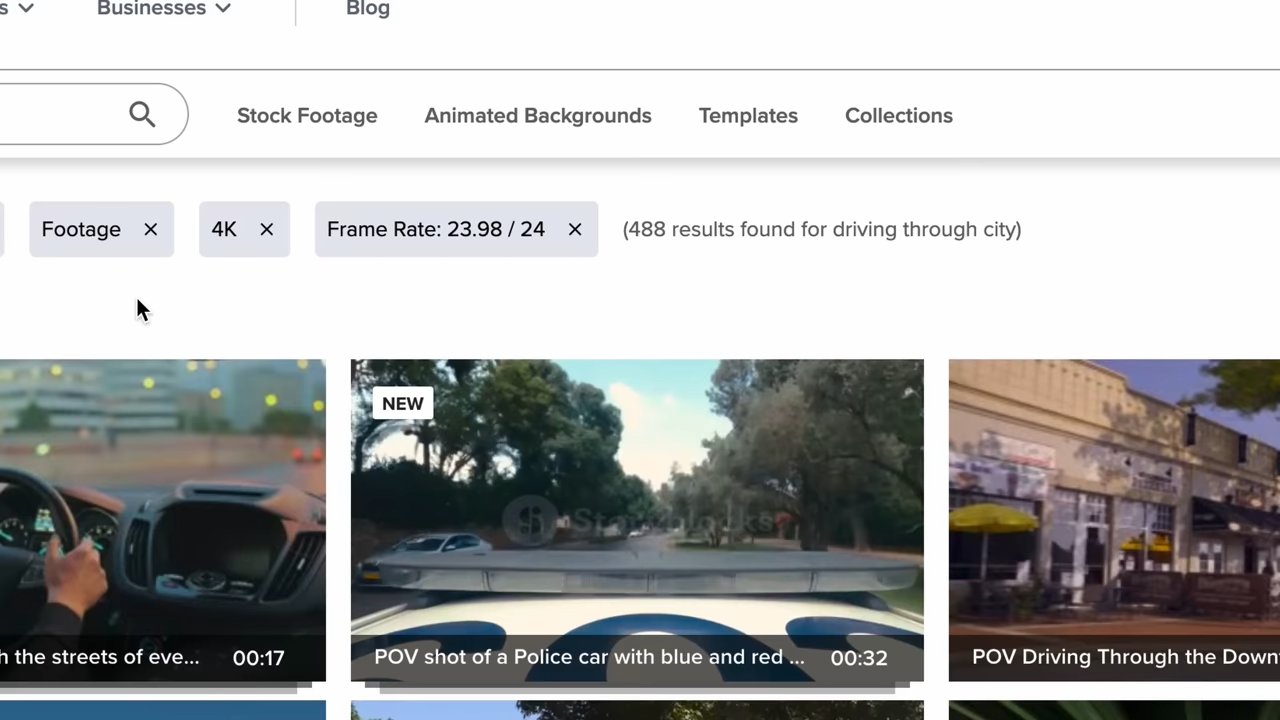 s
Businesses
Blog
Stock Footage
Animated Backgrounds
Templates
Collections
Footage
4K
Frame Rate: 23.98 / 24
(488 results found for driving through city)
NEW
Storyblocks
h the streets of eve... 00:17
POV shot of a Police car with blue and red ... 00:32
POV Driving Through the Down